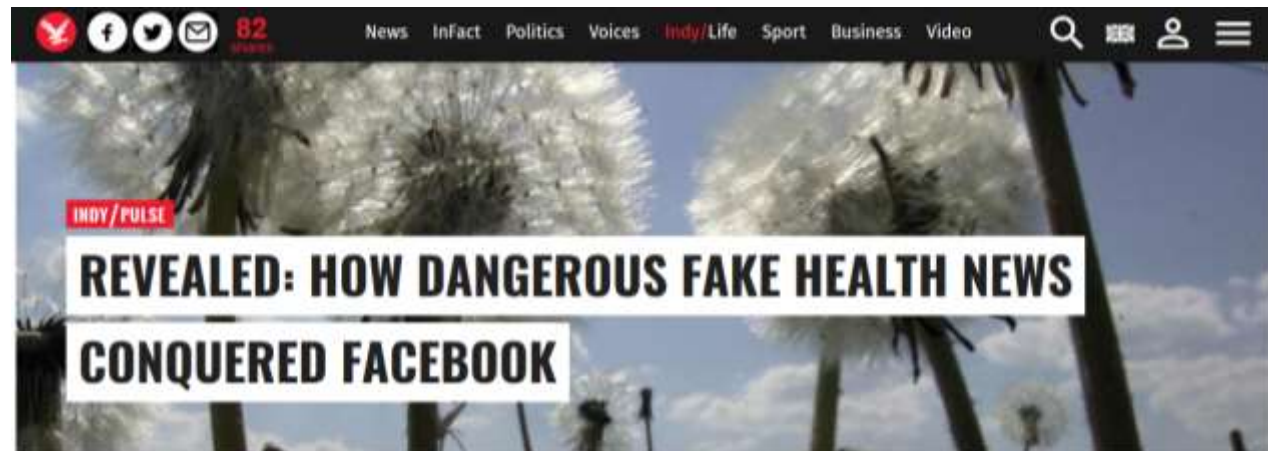 82
shares
News InFact Politics Voices Indy/Life Sport Business Video
INDY/PULSE
REVEALED: HOW DANGEROUS FAKE HEALTH NEWS
CONQUERED FACEBOOK